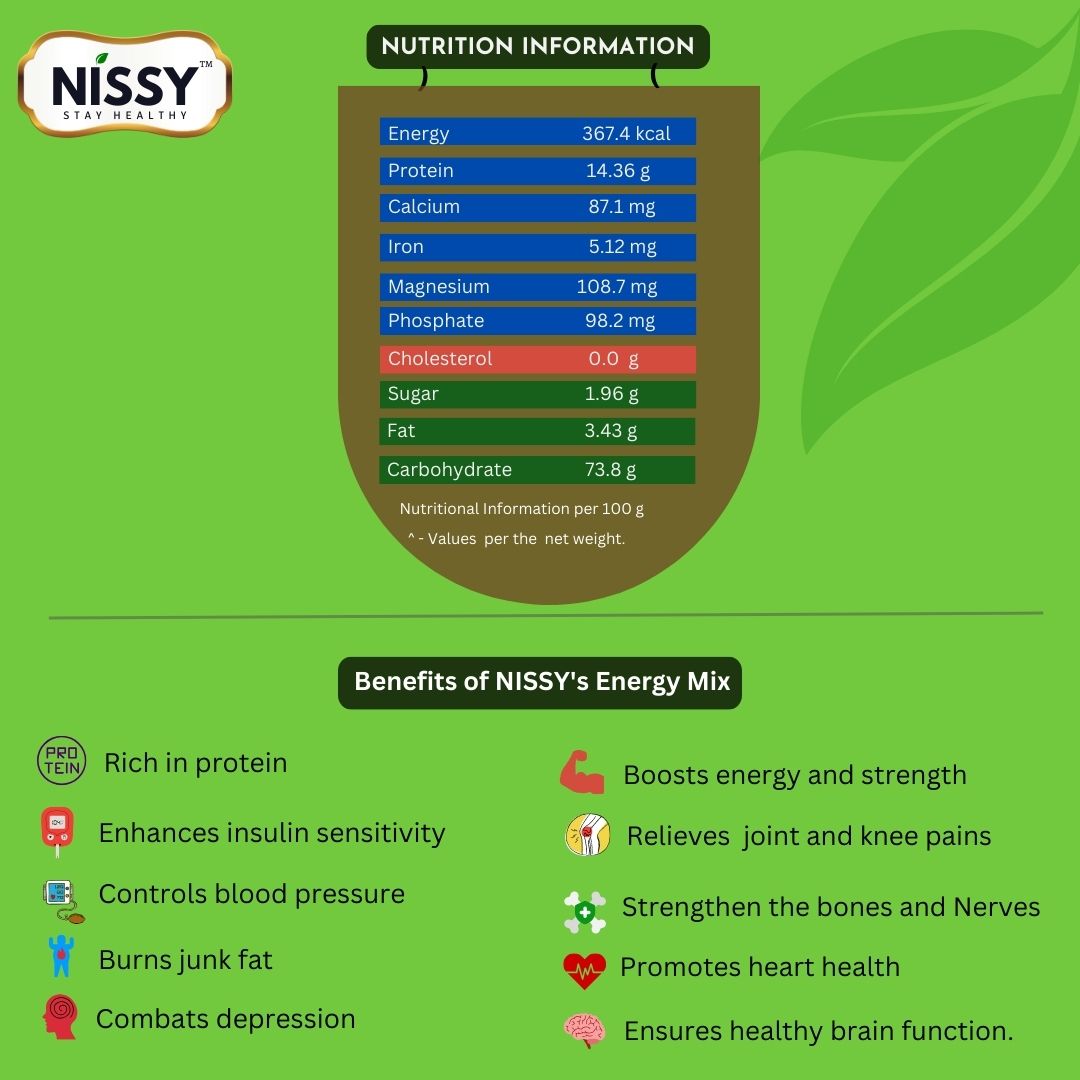 NISSY™
STAY HEALTHY
NUTRITION INFORMATION
Energy 367.4 kcal
Protein 14.36 g
Calcium 87.1 mg
Iron 5.12 mg
Magnesium 108.7 mg
Phosphate 98.2 mg
Cholesterol 0.0 g
Sugar 1.96 g
Fat 3.43 g
Carbohydrate 73.8 g
Nutritional Information per 100 g
^ - Values per the net weight.
Benefits of NISSY's Energy Mix
PRO
TEIN
Rich in protein
Enhances insulin sensitivity
Controls blood pressure
Burns junk fat
Combats depression
Boosts energy and strength
Relieves joint and knee pains
Strengthen the bones and Nerves
Promotes heart health
Ensures healthy brain function.